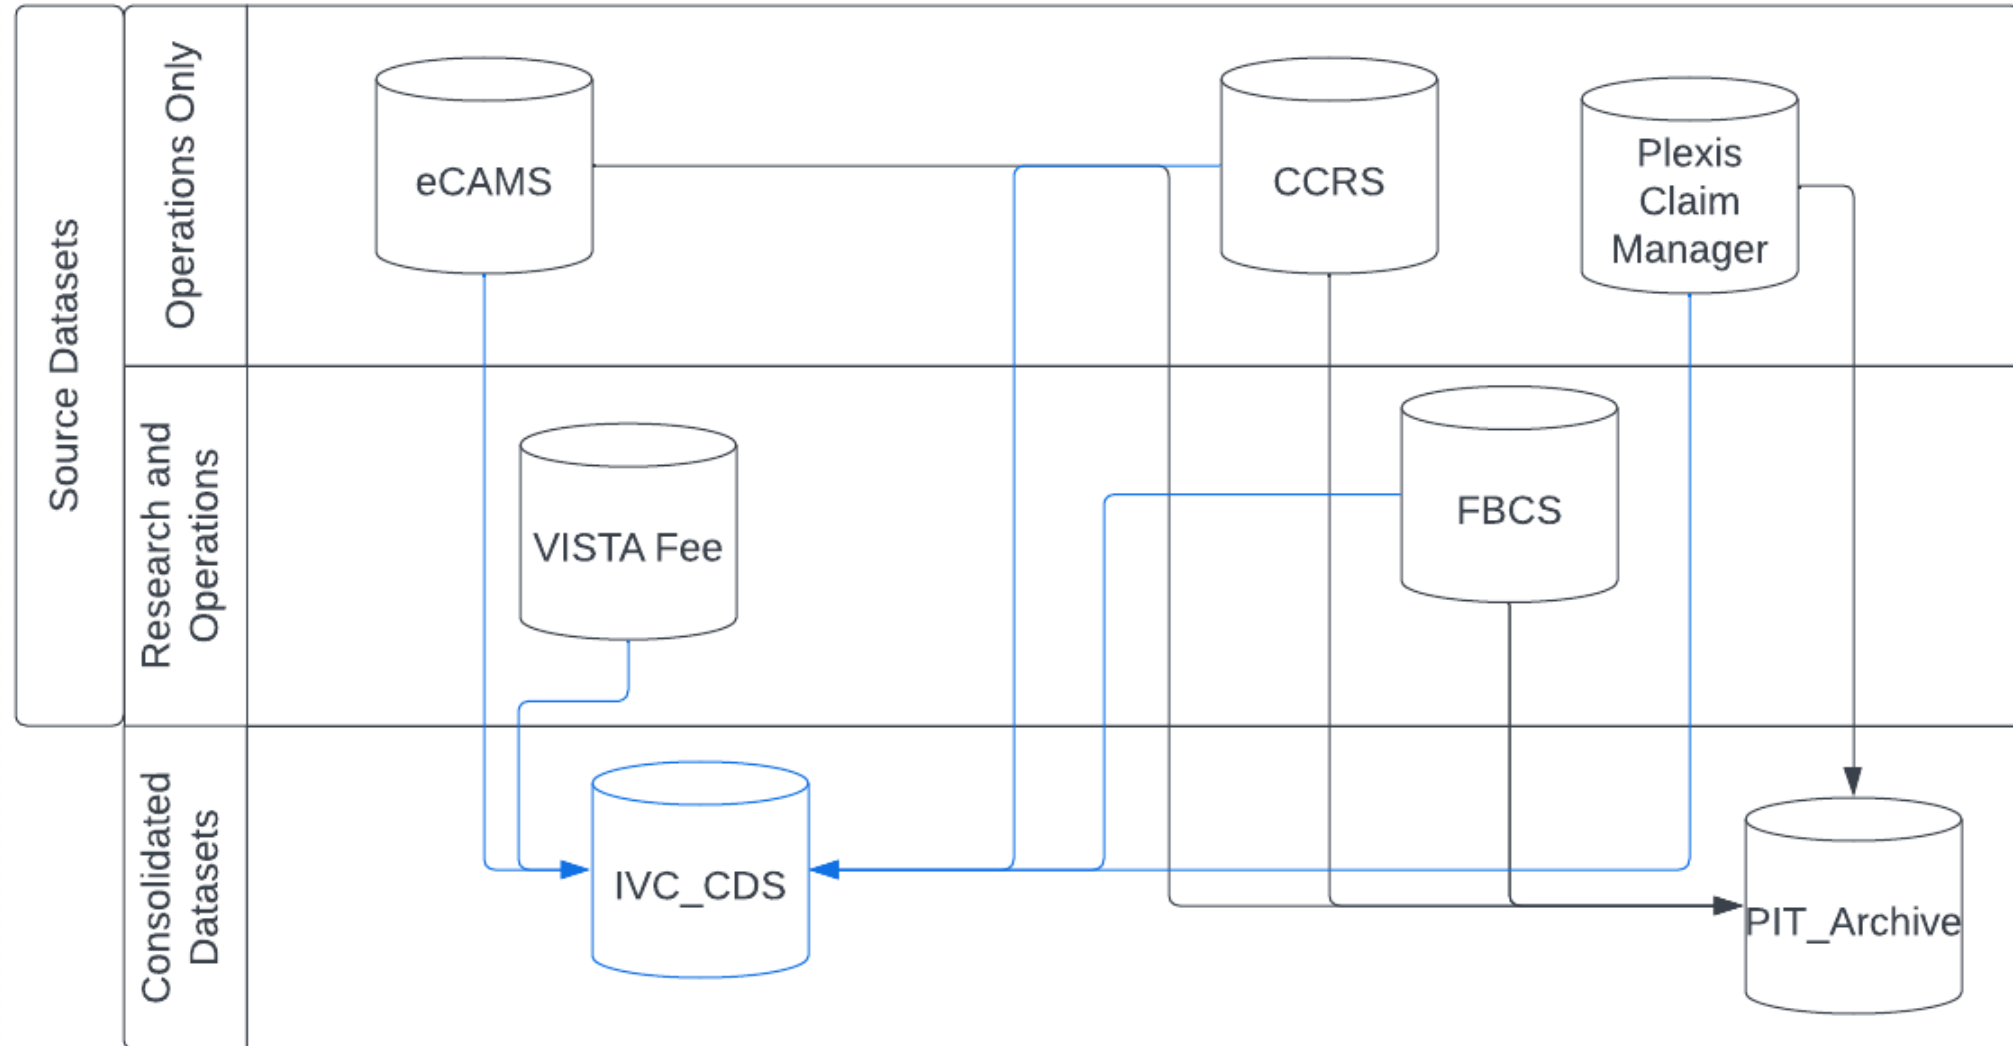 Source Datasets
Operations Only
eCAMS
CCRS
Plexis
Claim
Manager
Research and
Operations
VISTA Fee
FBCS
Consolidated
Datasets
IVC_CDS
PIT_Archive